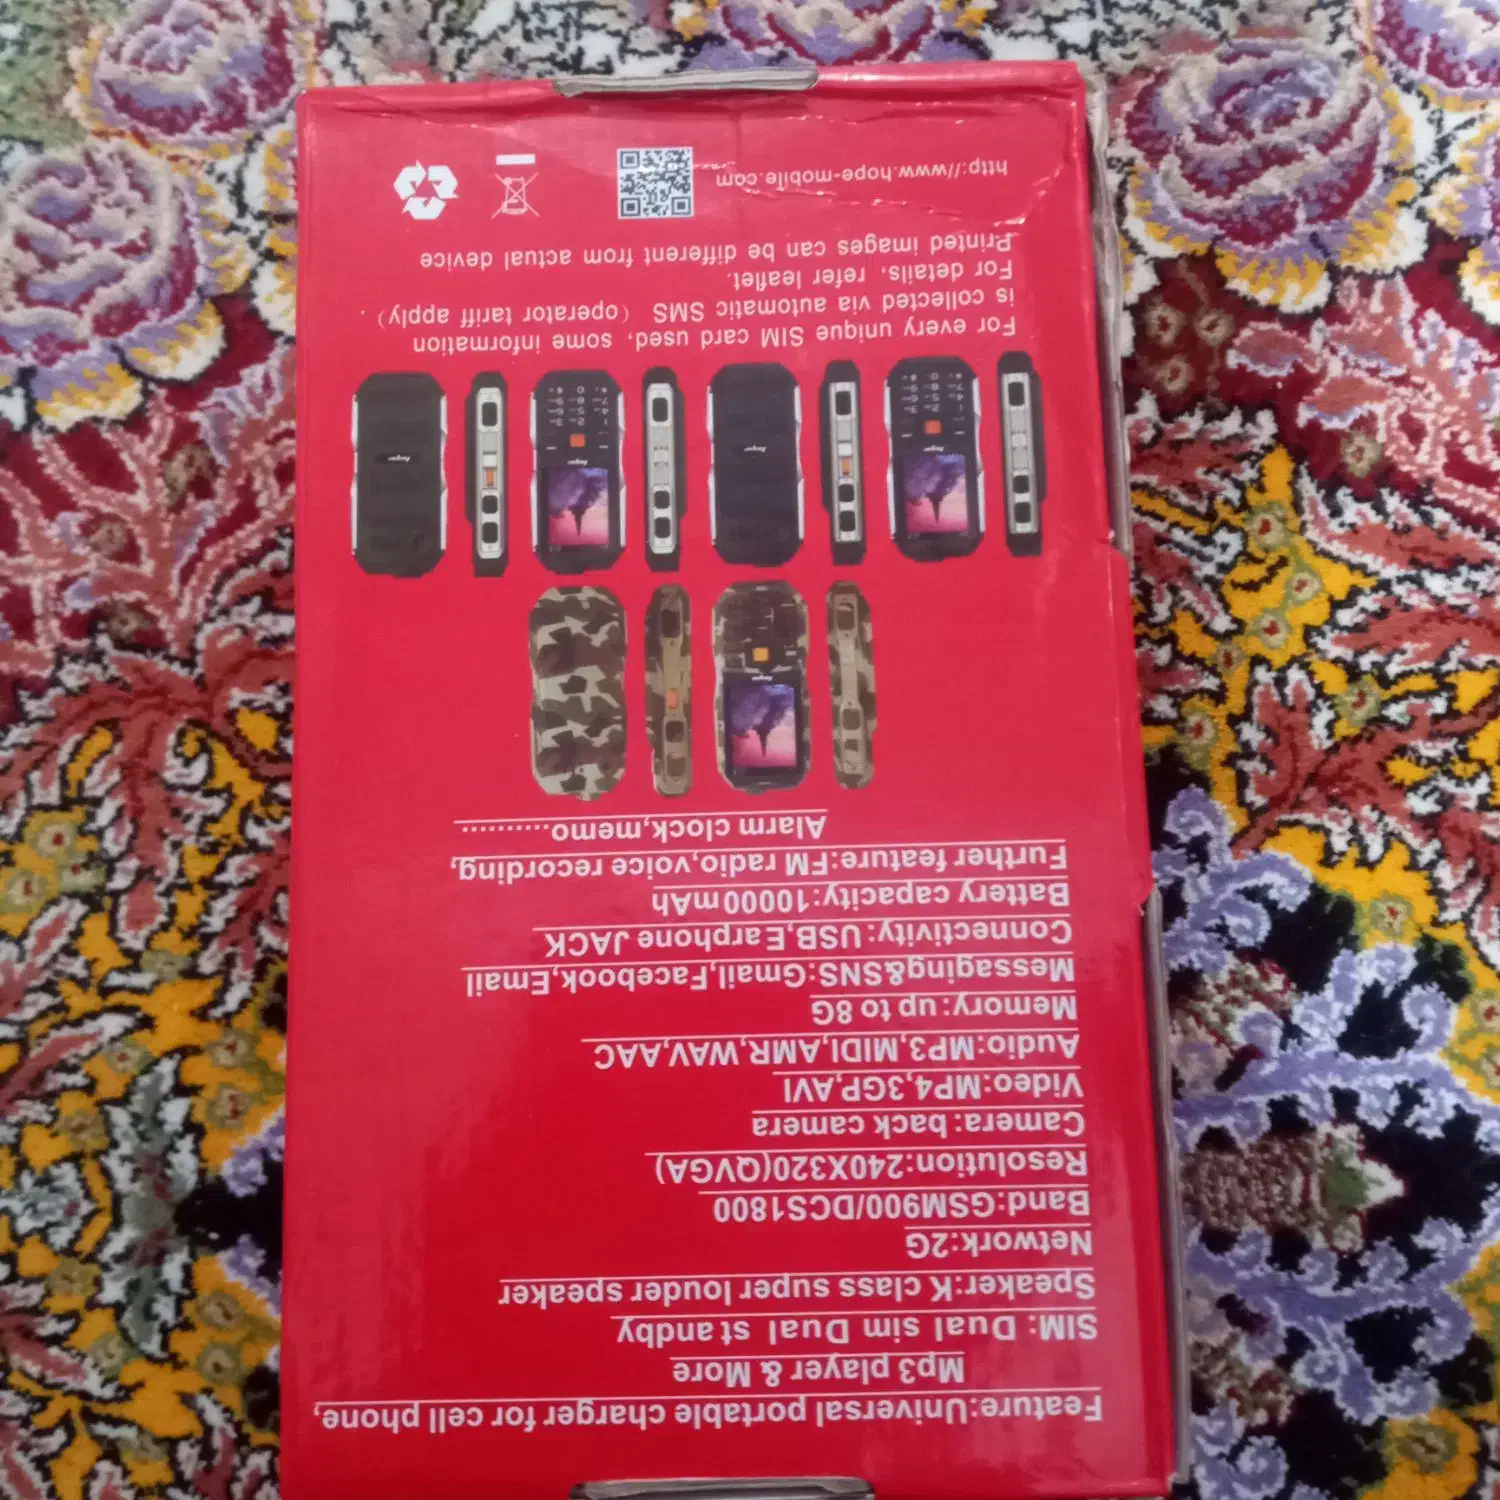 Feature:Universal portable charger for cell phone,
Mp3 player & More
SIM: Dual sim Dual standby
Speaker:K class super louder speaker
Network:2G
Band:GSM900/DCS1800
Resolution:240X320(QVGA)
Camera:back camera
Video:MP4,3GP,AVI
Audio:MP3,MIDI,AMR,WAV,AAC
Memory:up to 8G
Messaging&SNS:Gmail,Facebook,Email
Connectivity:USB,Earphone JACK
Battery capacity:10000mAh
Further feature:FM radio,voice recording,
Alarm clock,memo..........
For every unique SIM card used, some information
is collected via automatic SMS (operator tariff apply).
For details, refer leaflet.
Printed images can be different from actual device
http://www.hope-mobile.com